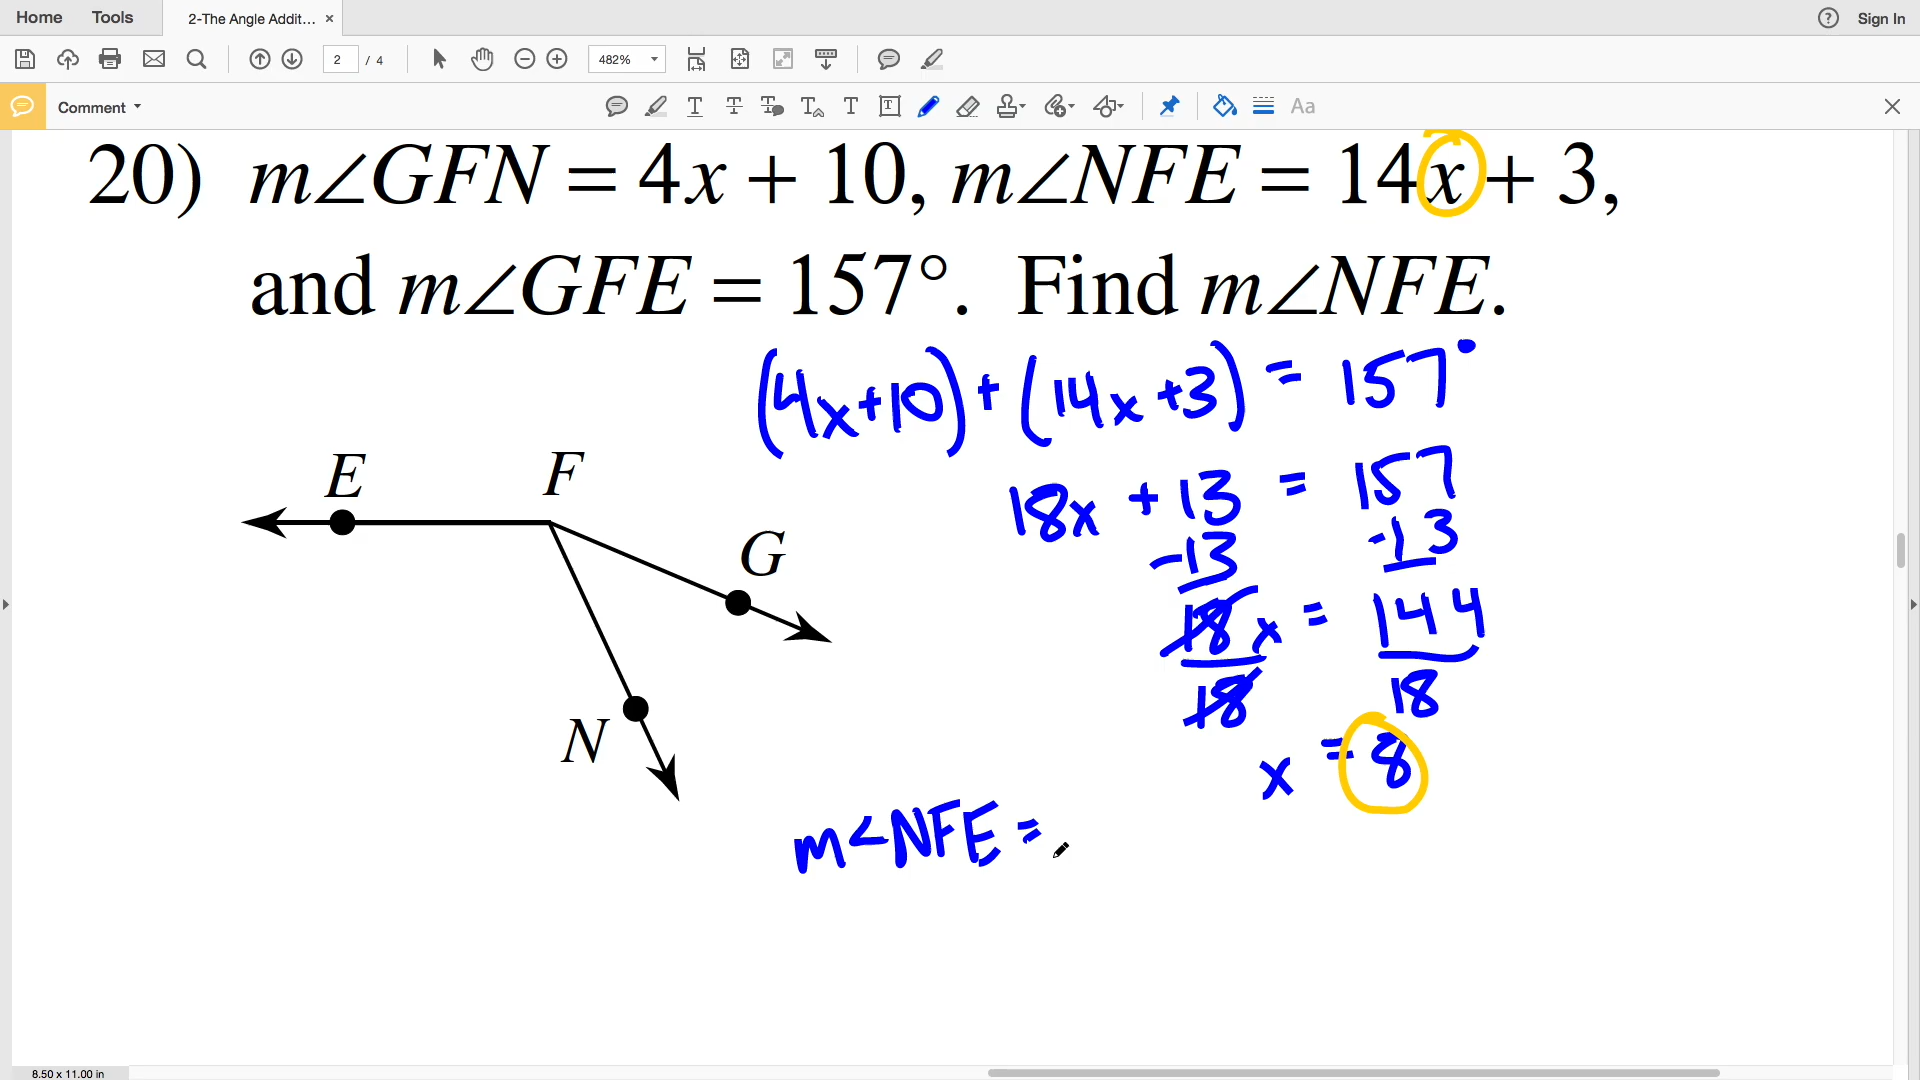 Home Tools 2-The Angle Addit... × Sign In
2 / 4 482%
Comment Aa
20) m∠GFN = 4x + 10, m∠NFE = 14x + 3,
and m∠GFE = 157°. Find m∠NFE.
(4x+10)+(14x+3) = 157°
18x + 13 = 157
-13 -13
18x = 144
18 18
x = 8
E F
G
N
m<NFE =
8.50 x 11.00 in